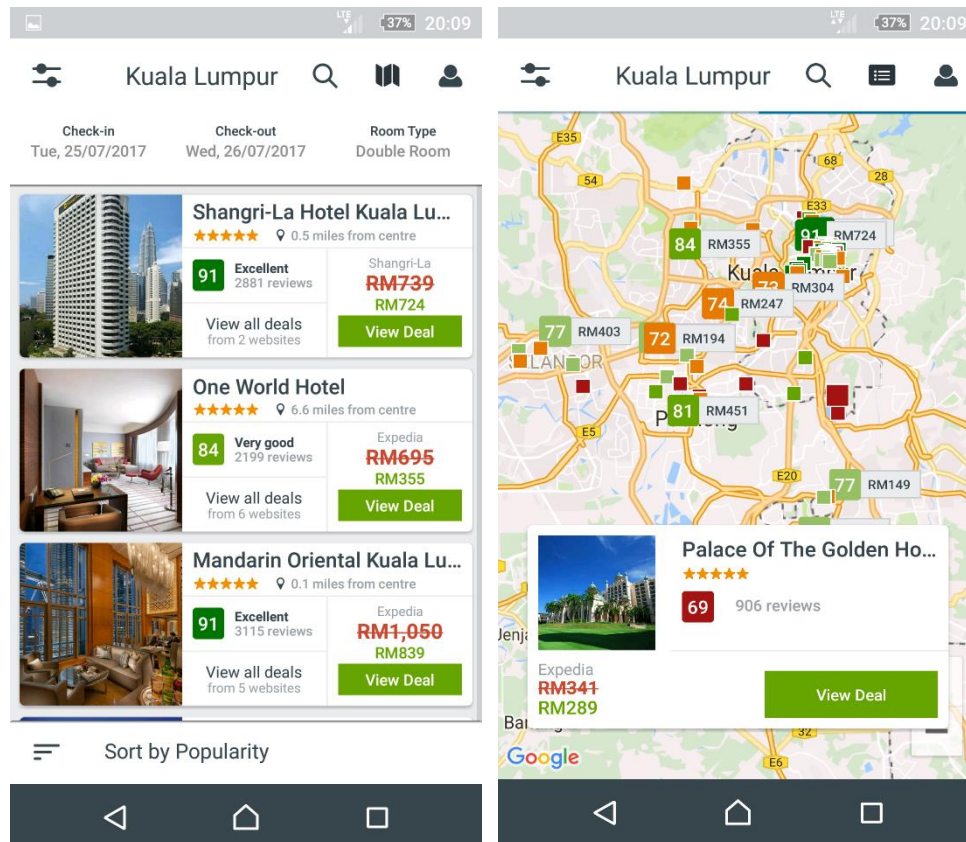 LTE 37% 20:09
Kuala Lumpur
Check-in
Tue, 25/07/2017
Check-out
Wed, 26/07/2017
Room Type
Double Room
Shangri-La Hotel Kuala Lu...
0.5 miles from centre
91
Excellent
2881 reviews
View all deals
from 2 websites
Shangri-La
RM739
RM724
View Deal
One World Hotel
6.6 miles from centre
84
Very good
2199 reviews
View all deals
from 6 websites
Expedia
RM695
RM355
View Deal
Mandarin Oriental Kuala Lu...
0.1 miles from centre
91
Excellent
3115 reviews
View all deals
from 5 websites
Expedia
RM1,050
RM839
View Deal
Sort by Popularity
LTE 37% 20:09
Kuala Lumpur
E35
68
54
28
E33
91 RM724
84 RM355
73 RM304
74 RM247
77 RM403
72 RM194
81 RM451
E5
E20
77 RM149
Palace Of The Golden Ho...
69
906 reviews
Expedia
RM341
RM289
View Deal
32
Google
E6